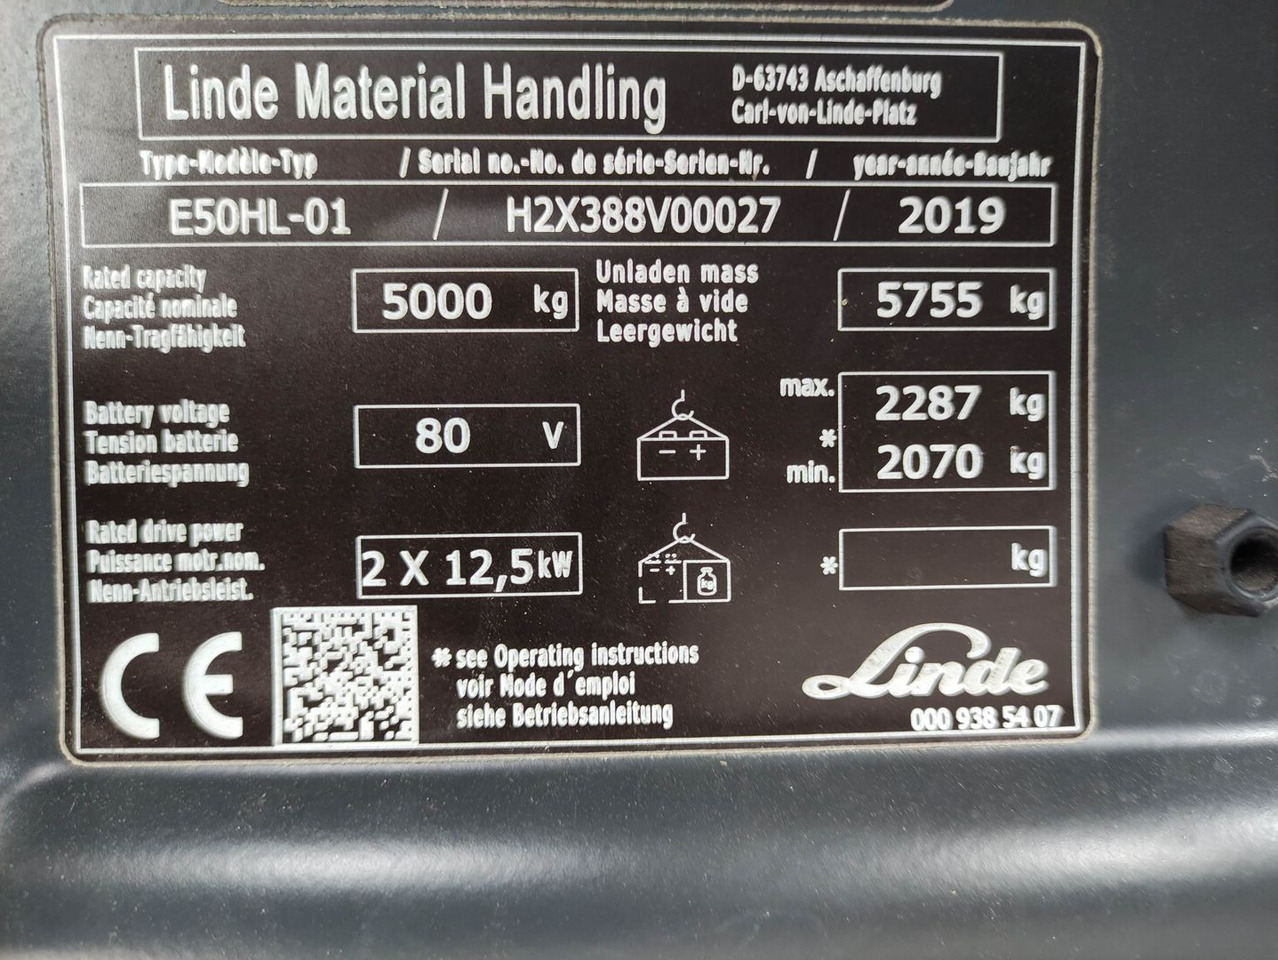 Linde Material Handling
D-63743 Aschaffenburg
Carl-von-Linde-Platz
Type-Modèle-Typ / Serial no.-No. de série-Serien-Nr. / year-année-Baujahr
E50HL-01 / H2X388V00027 / 2019
Rated capacity
Capacité nominale
Nenn-Tragfähigkeit
5000 kg
Unladen mass
Masse à vide
Leergewicht
5755 kg
Battery voltage
Tension batterie
Batteriespannung
80 V
- +
max. 2287 kg
*
min. 2070 kg
Rated drive power
Puissance motr.nom.
Nenn-Antriebsleist.
2 X 12,5kW
- + kg
* kg
CE
* see Operating instructions
voir Mode d'emploi
siehe Betriebsanleitung
Linde
000 938 54 07